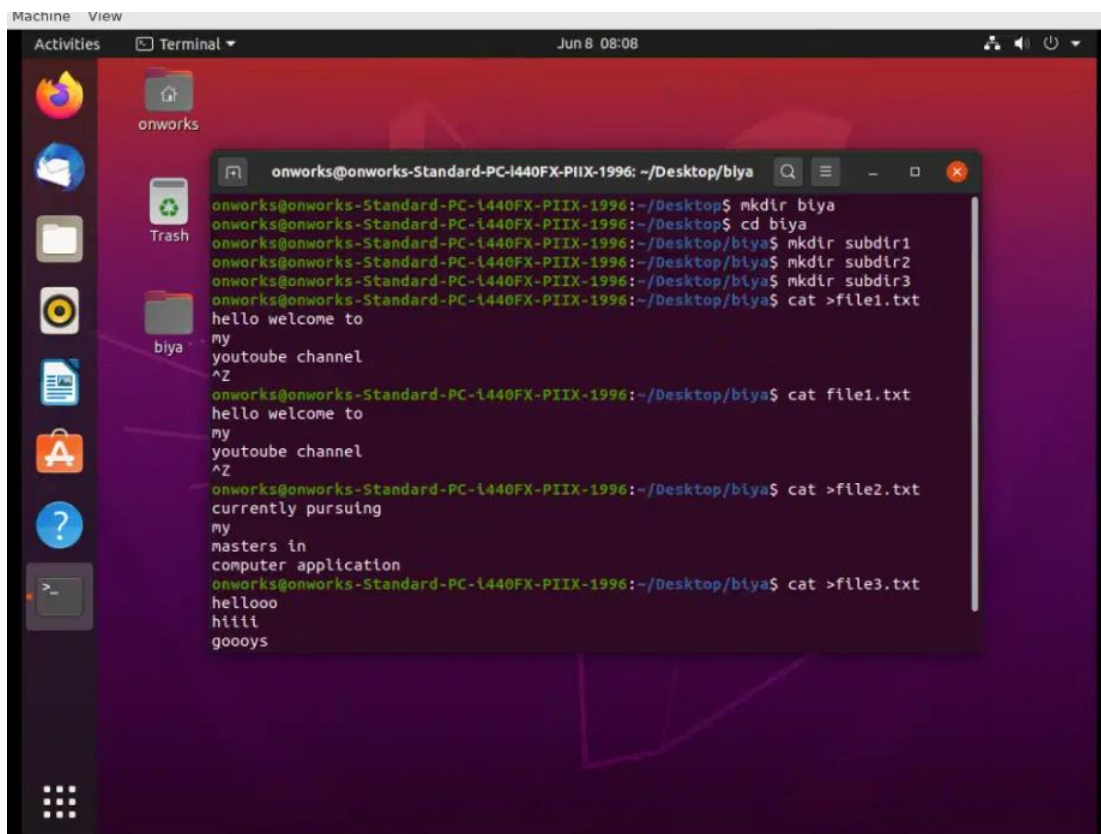 Machine View
Activities Terminal Jun 8 08:08
onworks
Trash
biya
onworks@onworks-Standard-PC-i440FX-PIIX-1996: ~/Desktop/biya
onworks@onworks-Standard-PC-i440FX-PIIX-1996:~/Desktop$ mkdir biya
onworks@onworks-Standard-PC-i440FX-PIIX-1996:~/Desktop$ cd biya
onworks@onworks-Standard-PC-i440FX-PIIX-1996:~/Desktop/biya$ mkdir subdir1
onworks@onworks-Standard-PC-i440FX-PIIX-1996:~/Desktop/biya$ mkdir subdir2
onworks@onworks-Standard-PC-i440FX-PIIX-1996:~/Desktop/biya$ mkdir subdir3
onworks@onworks-Standard-PC-i440FX-PIIX-1996:~/Desktop/biya$ cat >file1.txt
hello welcome to
my
youtoube channel
^Z
onworks@onworks-Standard-PC-i440FX-PIIX-1996:~/Desktop/biya$ cat file1.txt
hello welcome to
my
youtoube channel
^Z
onworks@onworks-Standard-PC-i440FX-PIIX-1996:~/Desktop/biya$ cat >file2.txt
currently pursuing
my
masters in
computer application
onworks@onworks-Standard-PC-i440FX-PIIX-1996:~/Desktop/biya$ cat >file3.txt
hellooo
hiiii
goooys